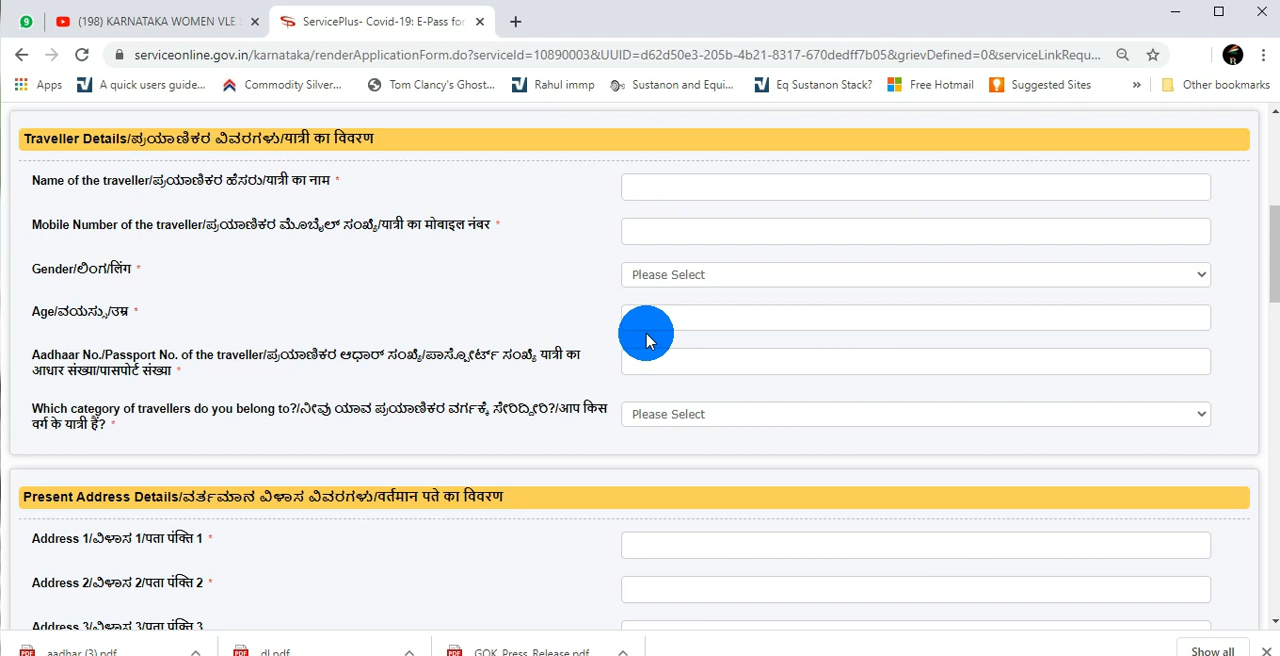 9 (198) KARNATAKA WOMEN VLE ServicePlus- Covid-19: E-Pass for
serviceonline.gov.in/karnataka/renderApplicationForm.do?serviceId=10890003&UUID=d62d50e3-205b-4b21-8317-670dedff7b05&grievDefined=0&serviceLinkRequ...
Apps A quick users guide... Commodity Silver... Tom Clancy's Ghost... Rahul immp Sustanon and Equi... Eq Sustanon Stack? Free Hotmail Suggested Sites » Other bookmarks
Traveller Details/ಪ್ರಯಾಣಿಕರ ವಿವರಗಳು/यात्री का विवरण
Name of the traveller/ಪ್ರಯಾಣಿಕರ ಹೆಸರು/यात्री का नाम *
Mobile Number of the traveller/ಪ್ರಯಾಣಿಕರ ಮೊಬೈಲ್ ಸಂಖ್ಯೆ/यात्री का मोबाइल नंबर *
Gender/ಲಿಂಗ/लिंग * Please Select
Age/ವಯಸ್ಸು/उम्र *
Aadhaar No./Passport No. of the traveller/ಪ್ರಯಾಣಿಕರ ಆಧಾರ್ ಸಂಖ್ಯೆ/ಪಾಸ್ಪೋರ್ಟ್ ಸಂಖ್ಯೆ यात्री का
आधार संख्या/पासपोर्ट संख्या *
Which category of travellers do you belong to?/ನೀವು ಯಾವ ಪ್ರಯಾಣಿಕರ ವರ್ಗಕ್ಕೆ ಸೇರಿದ್ದೀರಿ?/आप किस Please Select
वर्ग के यात्री हैं? *
Present Address Details/ವರ್ತಮಾನ ವಿಳಾಸ ವಿವರಗಳು/वर्तमान पते का विवरण
Address 1/ವಿಳಾಸ 1/पता पंक्ति 1 *
Address 2/ವಿಳಾಸ 2/पता पंक्ति 2 *
Address 3/ವಿಳಾಸ 3/पता पंक्ति 3
aadhar (3).pdf dl.pdf GOK_Press_Release.pdf Show all